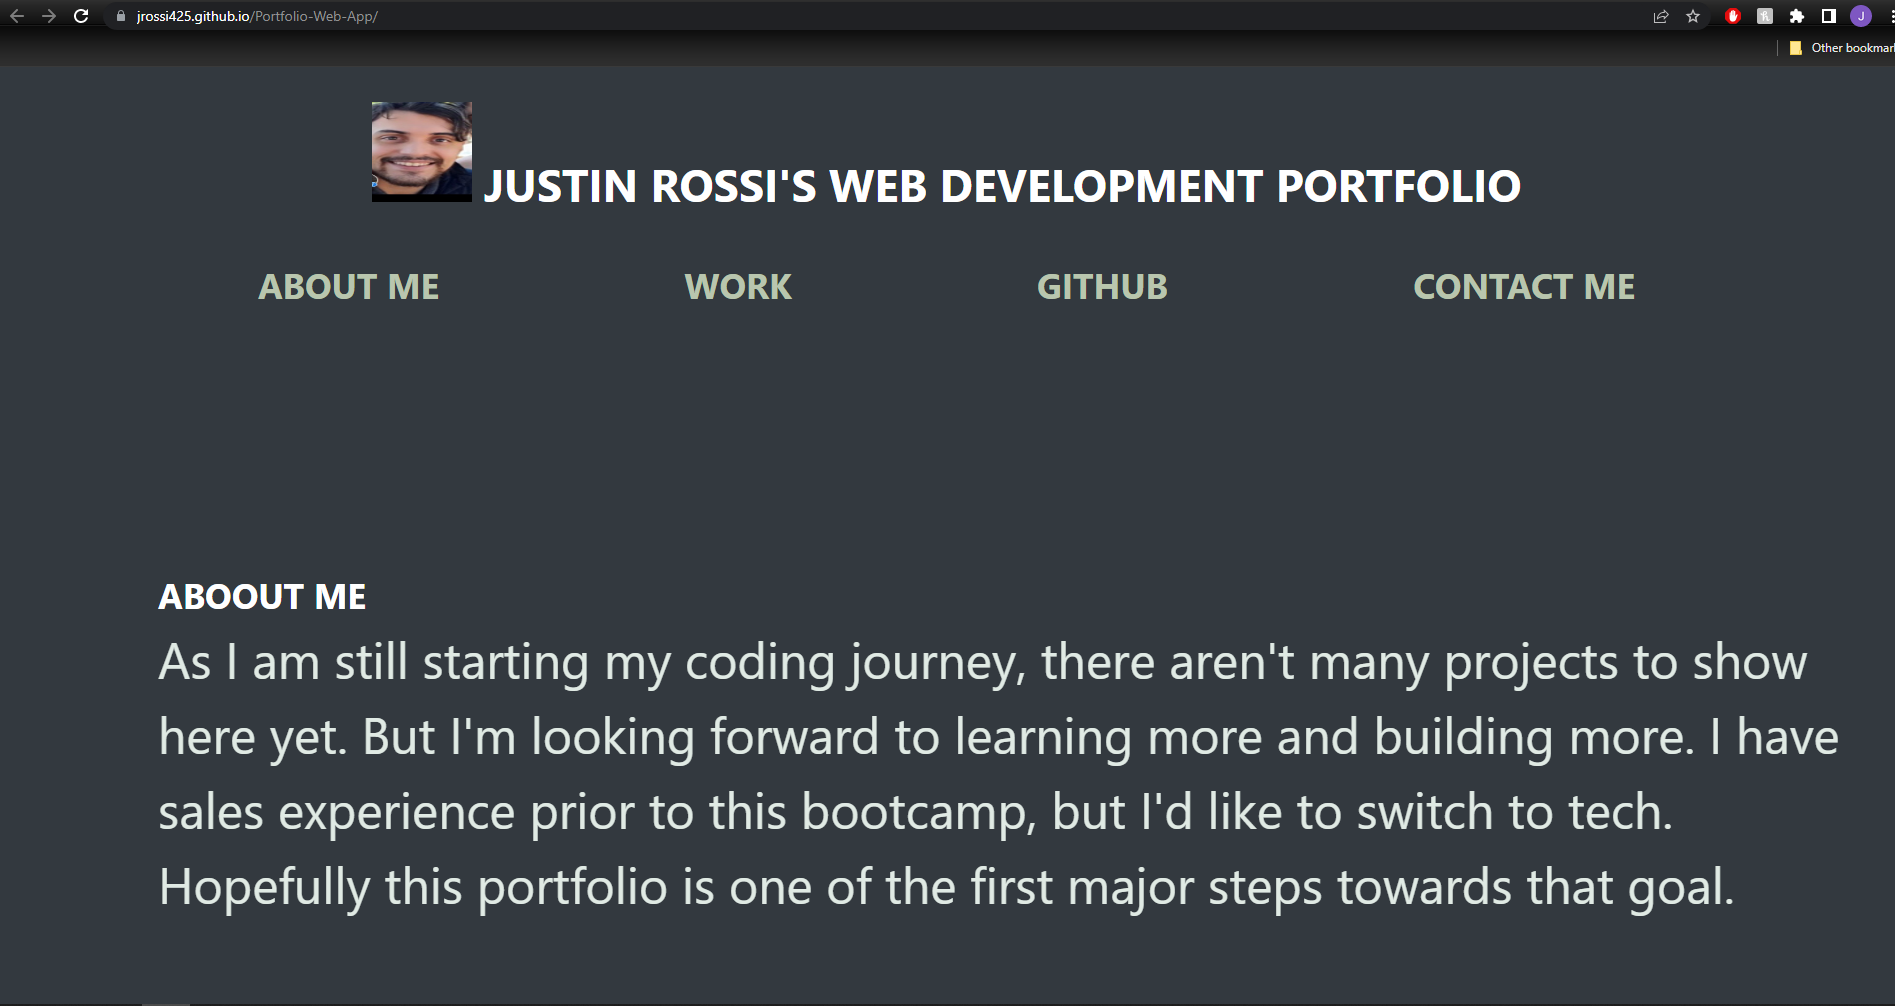 jrossi425.github.io/Portfolio-Web-App/
J
Other bookmar
JUSTIN ROSSI'S WEB DEVELOPMENT PORTFOLIO
ABOUT ME WORK GITHUB CONTACT ME
ABOOUT ME
As I am still starting my coding journey, there aren't many projects to show
here yet. But I'm looking forward to learning more and building more. I have
sales experience prior to this bootcamp, but I'd like to switch to tech.
Hopefully this portfolio is one of the first major steps towards that goal.